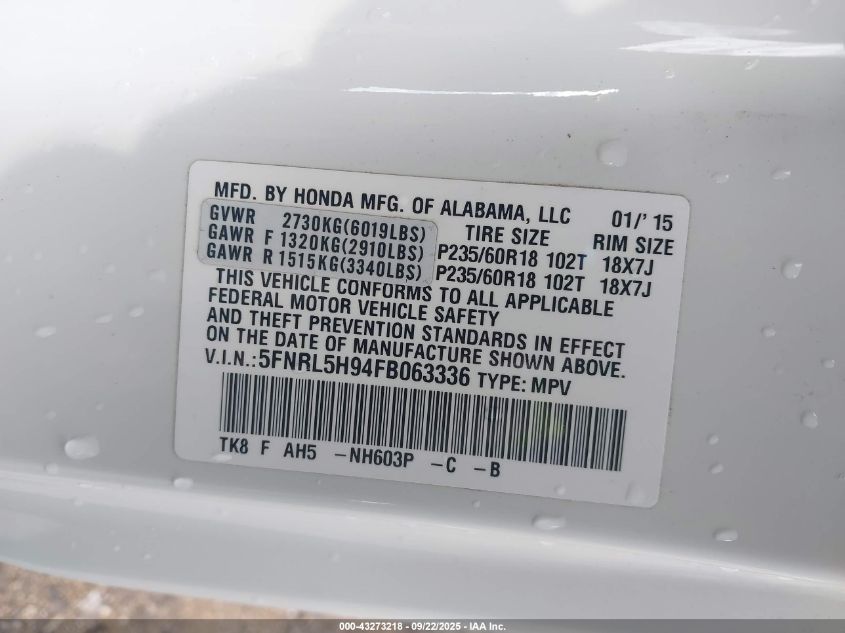 MFD. BY HONDA MFG. OF ALABAMA, LLC 01/'15
GVWR 2730KG(6019LBS) TIRE SIZE RIM SIZE
GAWR F 1320KG(2910LBS) P235/60R18 102T 18X7J
GAWR R 1515KG(3340LBS) P235/60R18 102T 18X7J
THIS VEHICLE CONFORMS TO ALL APPLICABLE
FEDERAL MOTOR VEHICLE SAFETY
AND THEFT PREVENTION STANDARDS IN EFFECT
ON THE DATE OF MANUFACTURE SHOWN ABOVE.
V.I.N.:5FNRL5H94FB063336 TYPE: MPV
TK8 F AH5 -NH603P -C -B
000-43273218 - 09/22/2025 - IAA Inc.